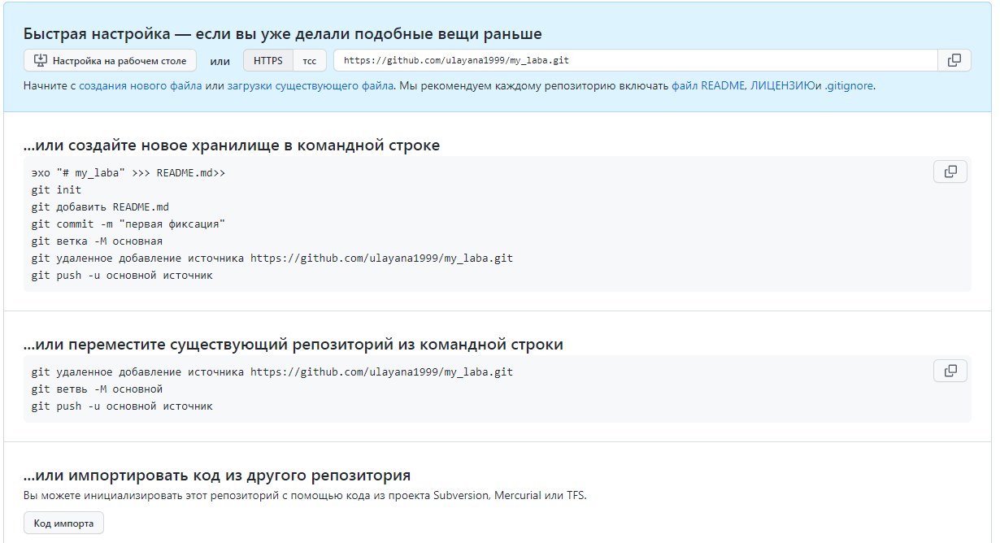 Быстрая настройка — если вы уже делали подобные вещи раньше
Настройка на рабочем столе или HTTPS тсс https://github.com/ulayana1999/my_laba.git
Начните с создания нового файла или загрузки существующего файла. Мы рекомендуем каждому репозиторию включать файл README, ЛИЦЕНЗИЮи .gitignore.
...или создайте новое хранилище в командной строке
эхо "# my_laba" >>> README.md>>
git init
git добавить README.md
git commit -m "первая фиксация"
git ветка -M основная
git удаленное добавление источника https://github.com/ulayana1999/my_laba.git
git push -u основной источник
...или переместите существующий репозиторий из командной строки
git удаленное добавление источника https://github.com/ulayana1999/my_laba.git
git ветвь -M основной
git push -u основной источник
...или импортировать код из другого репозитория
Вы можете инициализировать этот репозиторий с помощью кода из проекта Subversion, Mercurial или TFS.
Код импорта